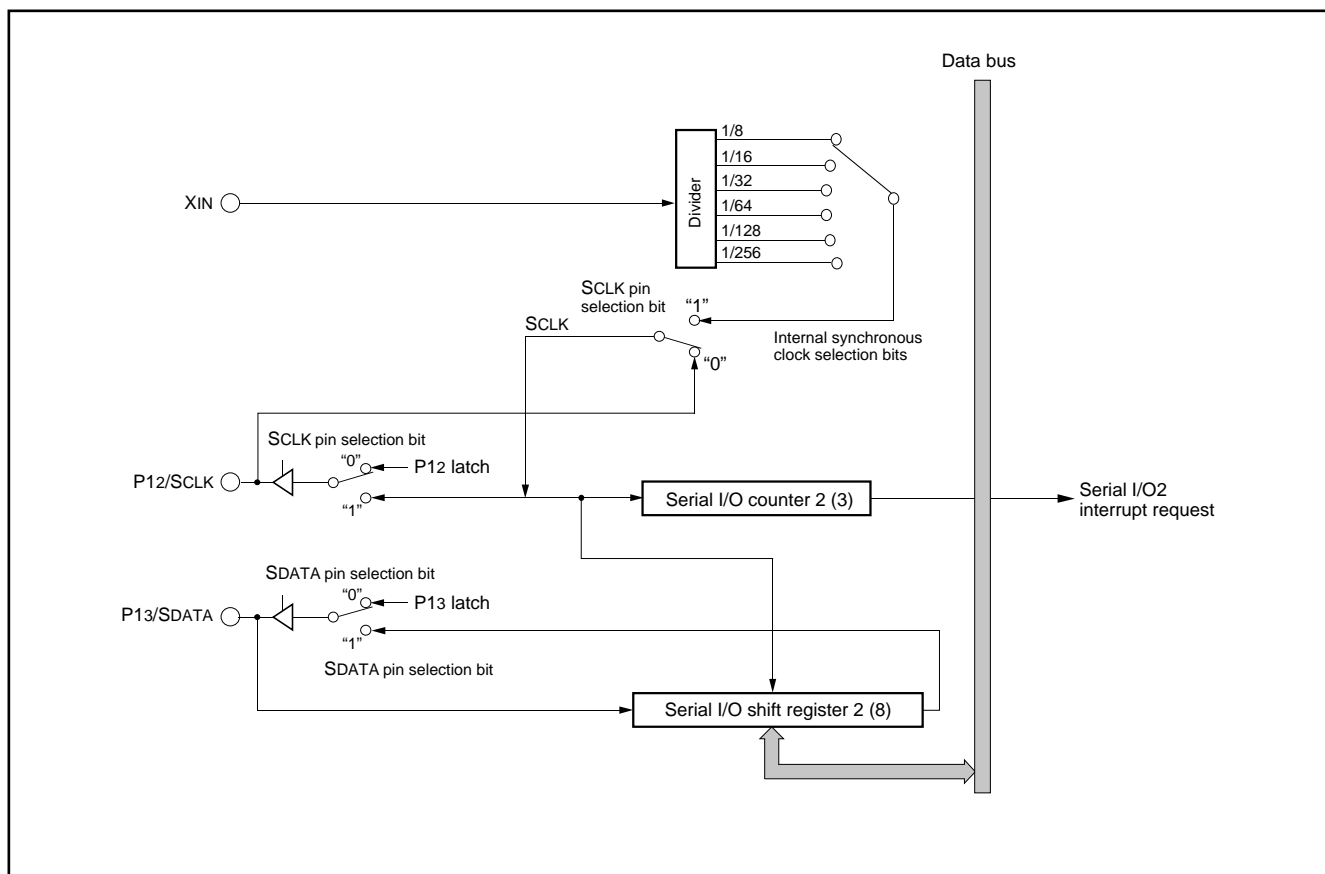 Data bus
1/8
1/16
1/32
1/64
1/128
1/256
Divider
XIN
SCLK pin
selection bit
“1”
SCLK
Internal synchronous
clock selection bits
“0”
SCLK pin selection bit
“0”
P12 latch
P12/SCLK
“1”
Serial I/O counter 2 (3)
Serial I/O2
interrupt request
SDATA pin selection bit
“0”
P13 latch
P13/SDATA
“1”
SDATA pin selection bit
Serial I/O shift register 2 (8)